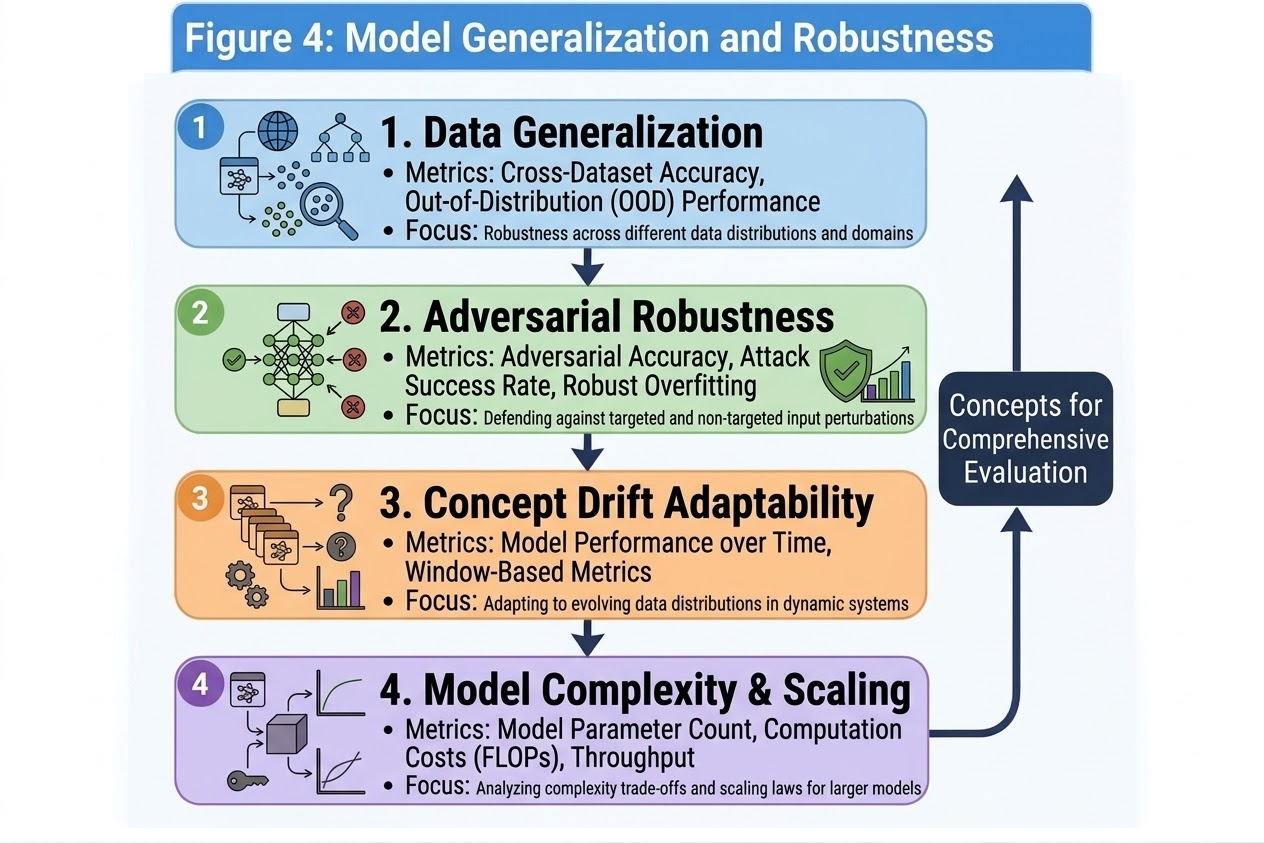 Figure 4: Model Generalization and Robustness
1
1. Data Generalization
• Metrics: Cross-Dataset Accuracy,
Out-of-Distribution (OOD) Performance
• Focus: Robustness across different data distributions and domains
2
2. Adversarial Robustness
• Metrics: Adversarial Accuracy, Attack
Success Rate, Robust Overfitting
• Focus: Defending against targeted and non-targeted input perturbations
3
3. Concept Drift Adaptability
• Metrics: Model Performance over Time,
Window-Based Metrics
• Focus: Adapting to evolving data distributions in dynamic systems
?
?
4
4. Model Complexity & Scaling
• Metrics: Model Parameter Count, Computation
Costs (FLOPs), Throughput
• Focus: Analyzing complexity trade-offs and scaling laws for larger models
Concepts for
Comprehensive
Evaluation